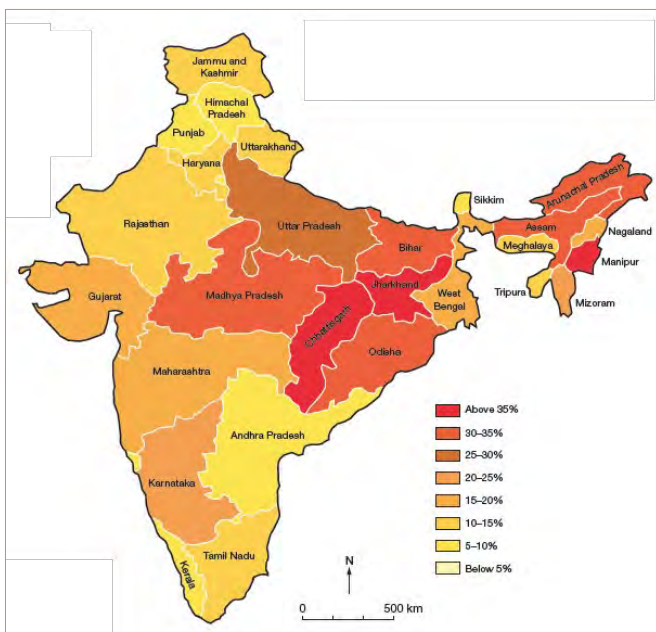 Jammu and
Kashmir
Himachal
Pradesh
Punjab
Uttarakhand
Haryana
Rajasthan
Uttar Pradesh
Bihar
Sikkim
Arunachal Pradesh
Assam
Nagaland
Meghalaya
Manipur
Tripura
Mizoram
Gujarat
Madhya Pradesh
Jharkhand
West
Bengal
Chhattisgarh
Odisha
Maharashtra
Andhra Pradesh
Karnataka
Tamil Nadu
Kerala
Above 35%
30–35%
25–30%
20–25%
15–20%
10–15%
5–10%
Below 5%
N
0 500 km